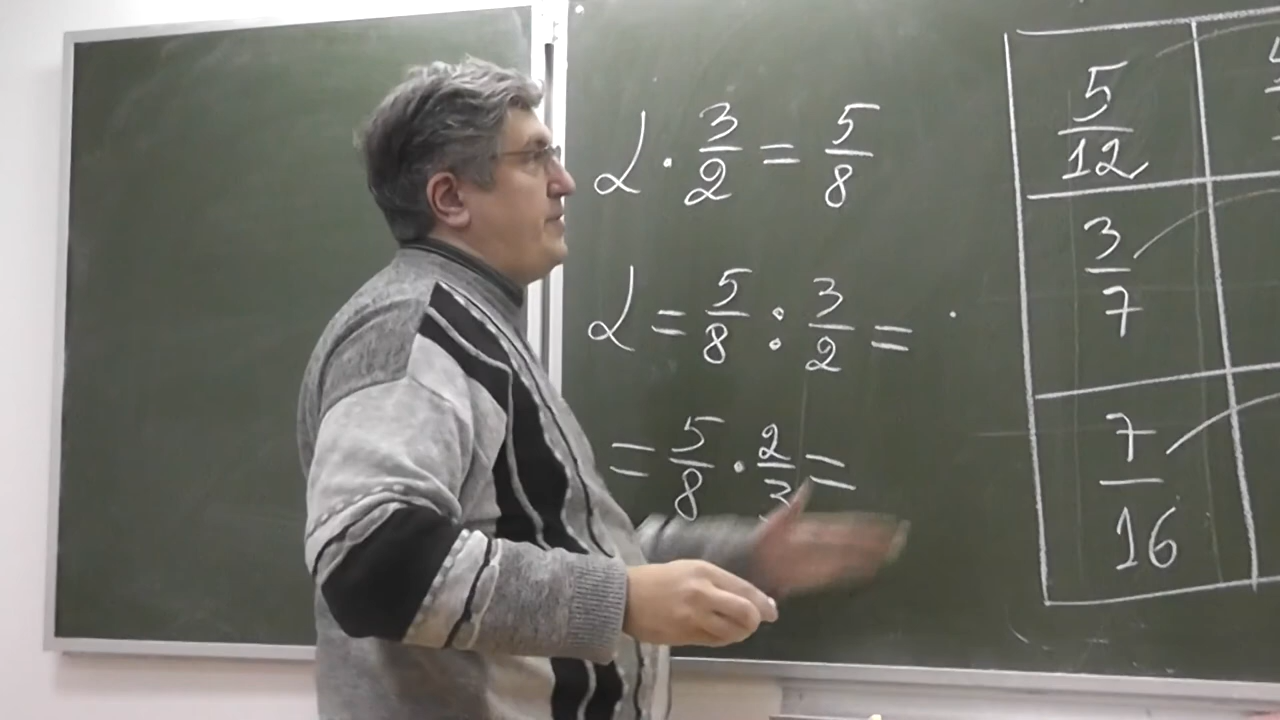 α · 3/2 = 5/8
α = 5/8 : 3/2 =
= 5/8 · 2/3 =
5/12
3/7
7/16